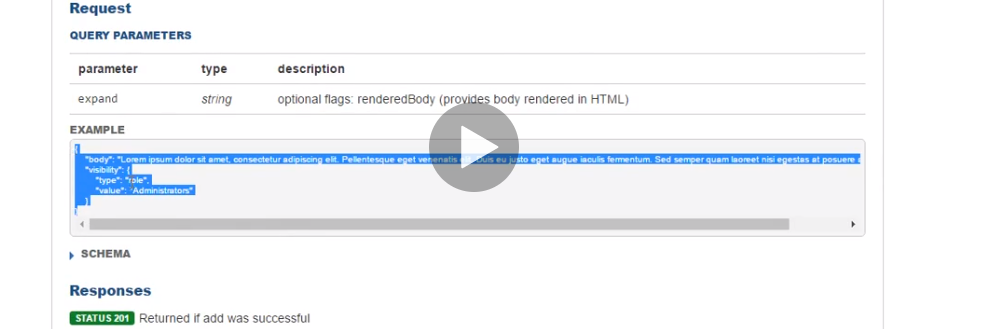 Request
QUERY PARAMETERS
parameter type description
expand string optional flags: renderedBody (provides body rendered in HTML)
EXAMPLE
{
"body": "Lorem ipsum dolor sit amet, consectetur adipiscing elit. Pellentesque eget venenatis elit. Duis eu justo eget augue iaculis fermentum. Sed semper quam laoreet nisi egestas at posuere
"visibility": {
"type": "role",
"value": "Administrators"
}
}
SCHEMA
Responses
STATUS 201 Returned if add was successful